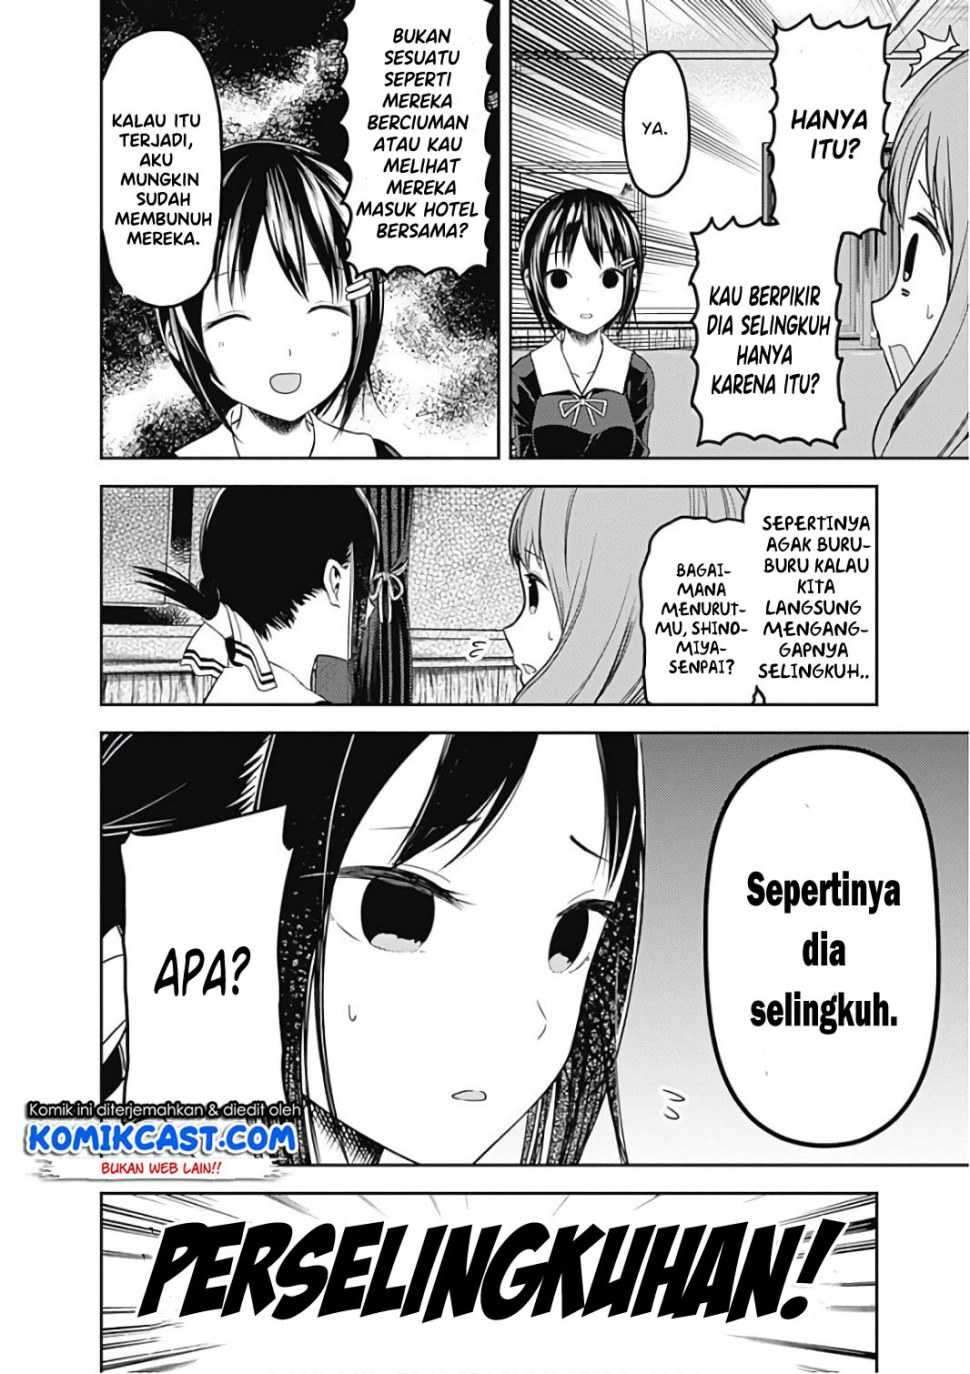 HANYA
ITU?
KAU BERPIKIR
DIA SELINGKUH
HANYA
KARENA ITU?
YA.
BUKAN
SESUATU
SEPERTI
MEREKA
BERCIUMAN
ATAU KAU
MELIHAT
MEREKA
MASUK HOTEL
BERSAMA?
KALAU ITU
TERJADI,
AKU
MUNGKIN
SUDAH
MEMBUNUH
MEREKA.
SEPERTINYA
AGAK BURU-
BURU KALAU
KITA
LANGSUNG
MENGANG-
GAPNYA
SELINGKUH..
BAGAI-
MANA
MENURUT-
MU, SHINO-
MIYA-
SENPAI?
Sepertinya
dia
selingkuh.
APA?
Komik ini diterjemahkan & diedit oleh
KOMIKCAST.COM
BUKAN WEB LAIN!!
PERSELINGKUHAN!